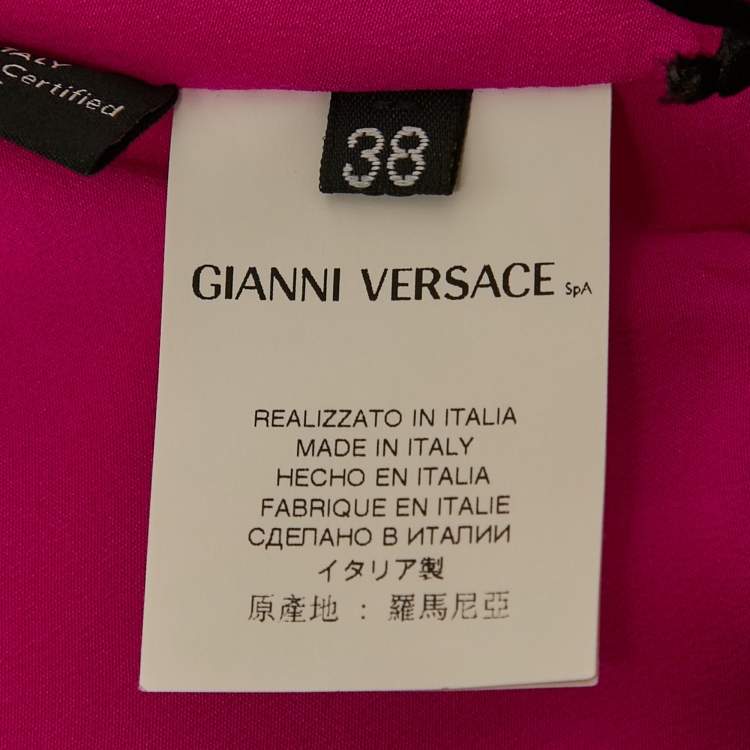 ITALY
Certified
38
GIANNI VERSACE SpA
REALIZZATO IN ITALIA
MADE IN ITALY
HECHO EN ITALIA
FABRIQUE EN ITALIE
СДЕЛАНО В ИТАЛИИ
イタリア製
原產地 : 羅馬尼亞